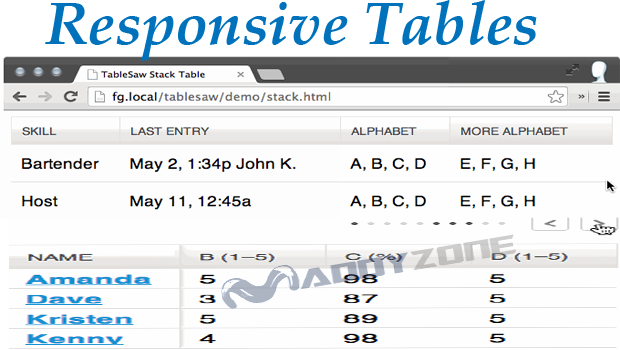 Responsive Tables
TableSaw Stack Table
fg.local/tablesaw/demo/stack.html
SKILL LAST ENTRY ALPHABET MORE ALPHABET
Bartender May 2, 1:34p John K. A, B, C, D E, F, G, H
Host May 11, 12:45a A, B, C, D E, F, G, H
NAME B (1–5) C (%) D (1–5)
MADDYZONE
Amanda 5 98 5
Dave 3 87 5
Kristen 5 89 5
Kenny 4 98 5